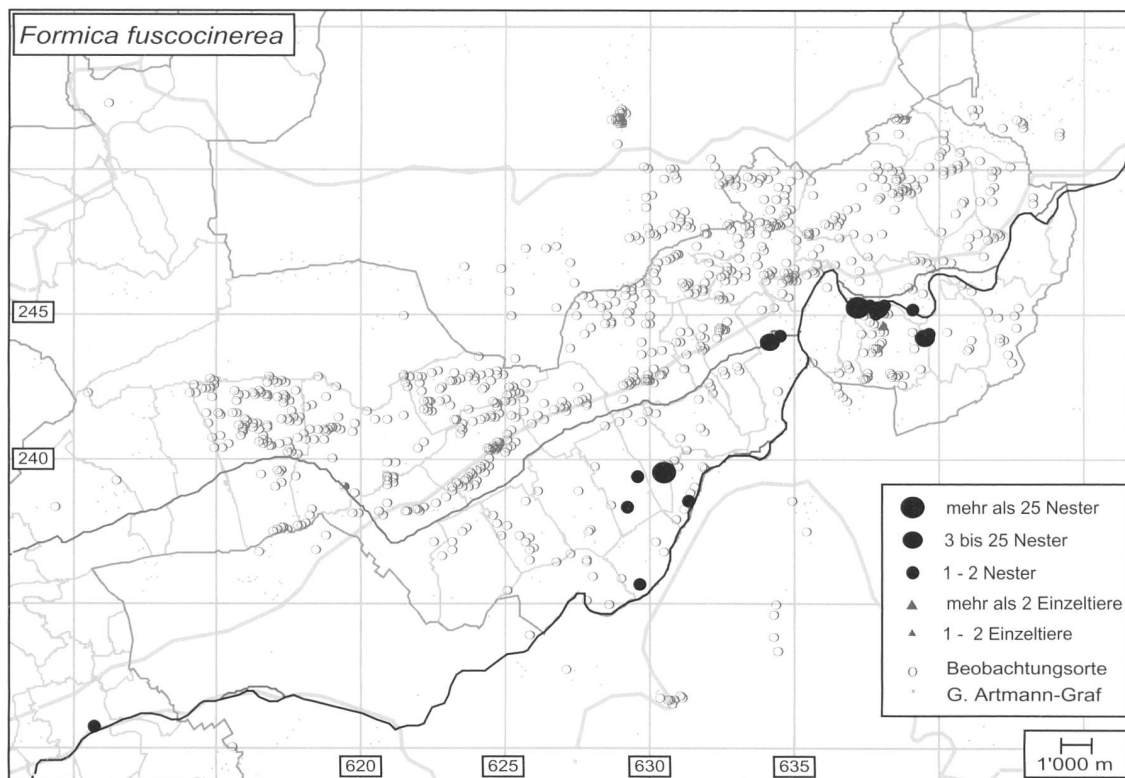 Formica fuscocinerea
245
240
mehr als 25 Nester
3 bis 25 Nester
1 - 2 Nester
mehr als 2 Einzeltiere
1 - 2 Einzeltiere
Beobachtungsorte
G. Artmann-Graf
620
625
630
635
1'000 m